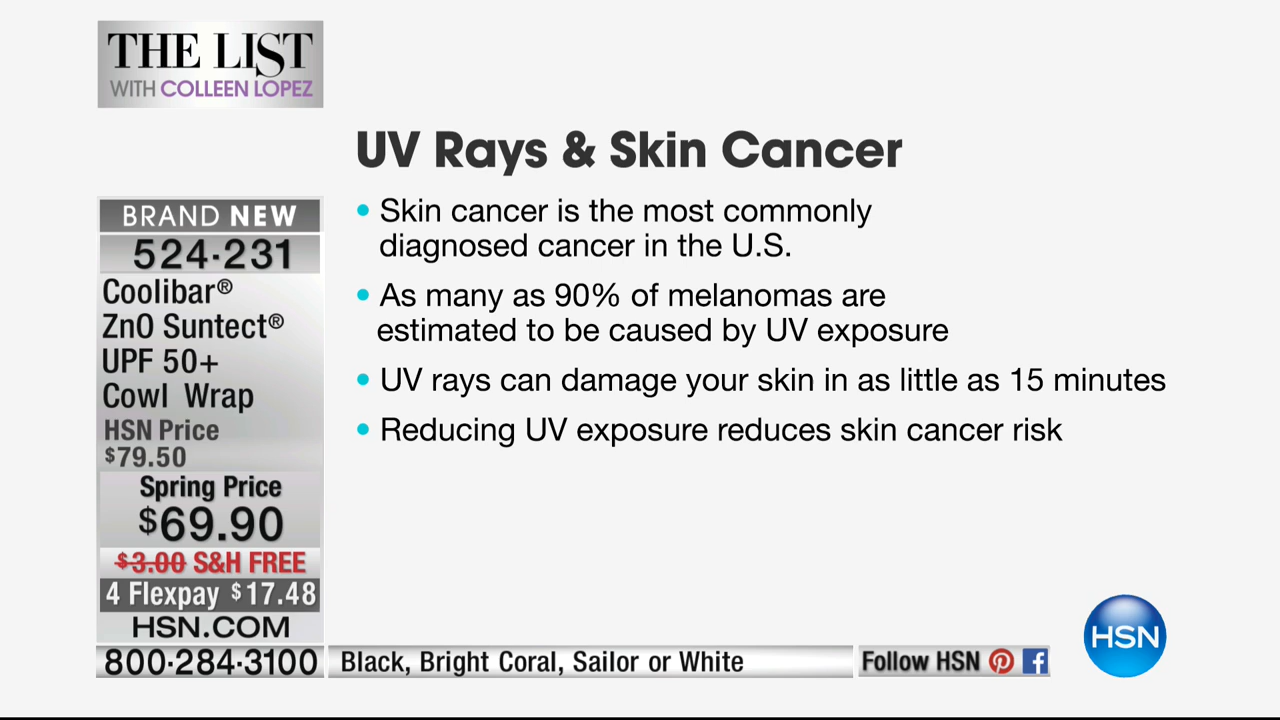 THE LIST
WITH COLLEEN LOPEZ
UV Rays & Skin Cancer
• Skin cancer is the most commonly
diagnosed cancer in the U.S.
• As many as 90% of melanomas are
estimated to be caused by UV exposure
• UV rays can damage your skin in as little as 15 minutes
• Reducing UV exposure reduces skin cancer risk
BRAND NEW
524-231
Coolibar®
ZnO Suntect®
UPF 50+
Cowl Wrap
HSN Price
$79.50
Spring Price
$69.90
$3.00 S&H FREE
4 Flexpay $17.48
HSN.COM
800-284-3100
Black, Bright Coral, Sailor or White
Follow HSN
HSN